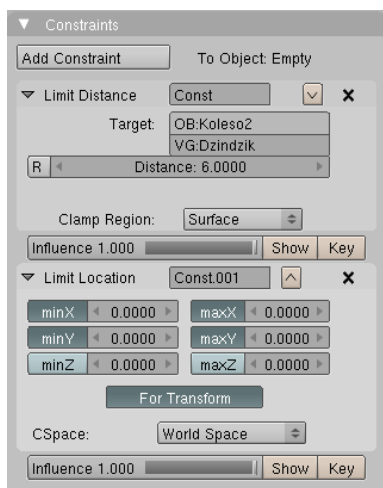 Constraints
Add Constraint To Object: Empty
Limit Distance Const
Target: OB:Koleso2
VG:Dzindzik
R Distance: 6.0000
Clamp Region: Surface
Influence 1.000 Show Key
Limit Location Const.001
minX 0.0000 maxX 0.0000
minY 0.0000 maxY 0.0000
minZ 0.0000 maxZ 0.0000
For Transform
CSpace: World Space
Influence 1.000 Show Key